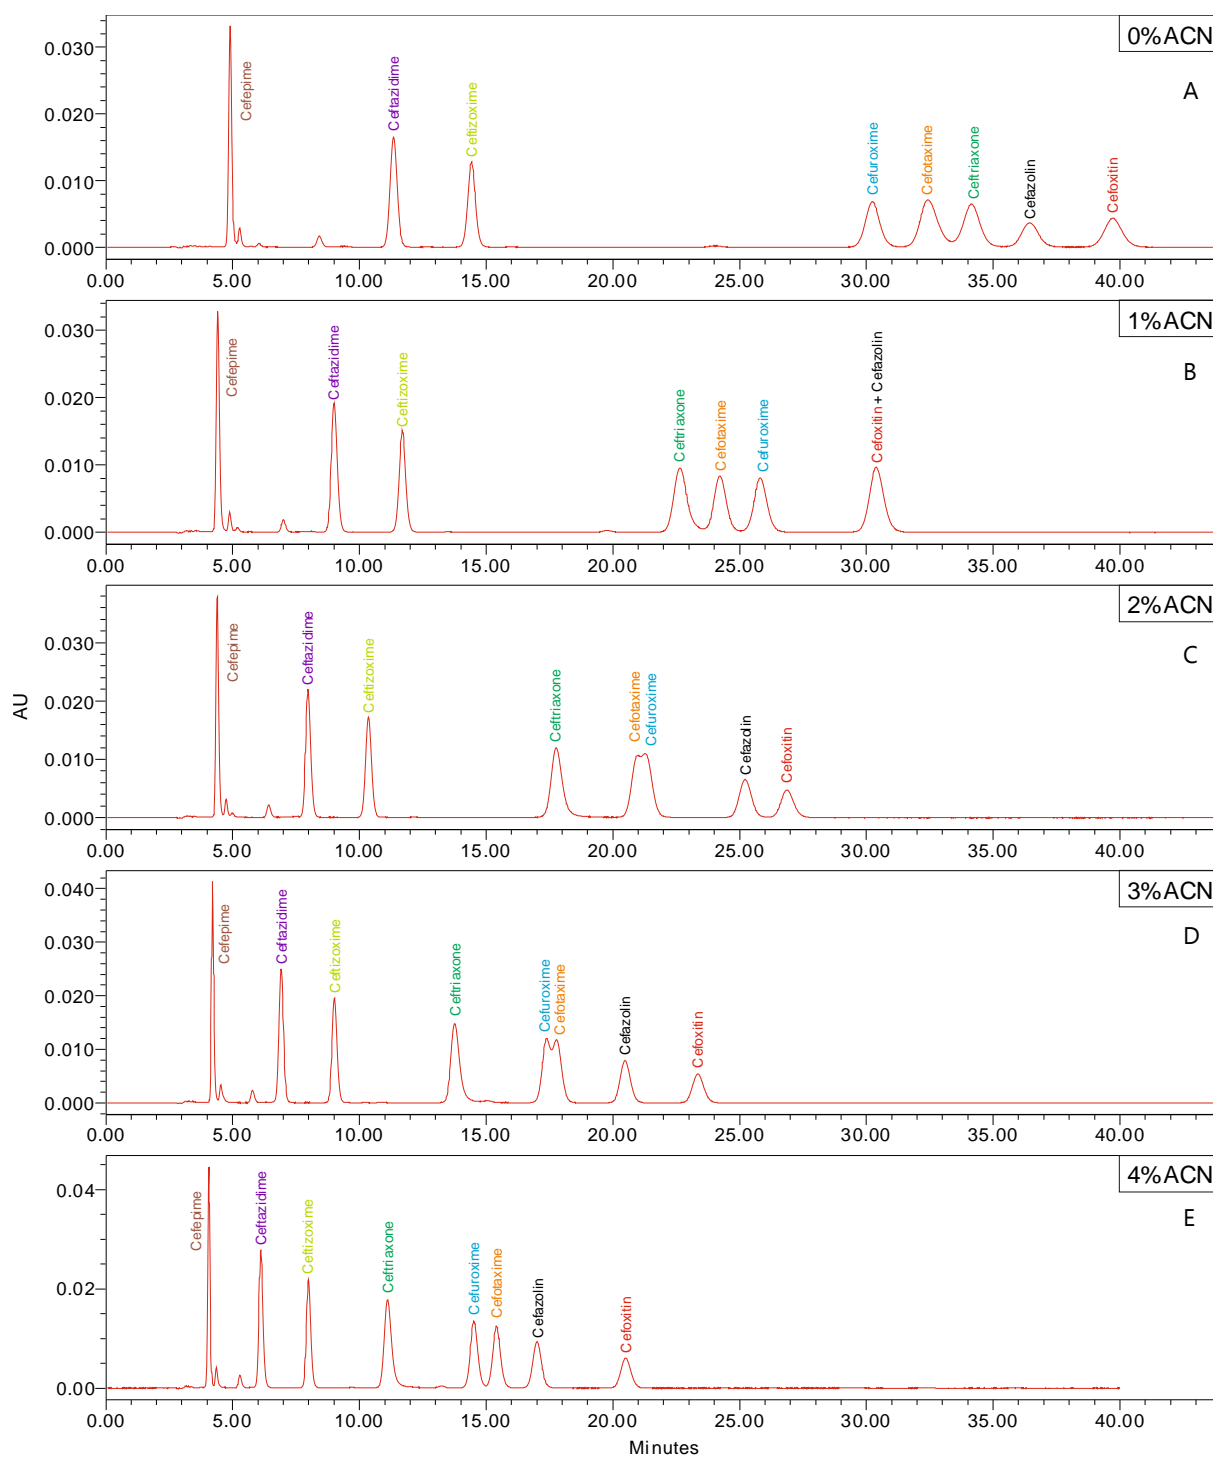 0%ACN
A
0.030
0.020
0.010
0.000
Cefepime
Ceftazidime
Ceftizoxime
Cefuroxime
Cefotaxime
Ceftriaxone
Cefazolin
Cefoxitin
0.00 5.00 10.00 15.00 20.00 25.00 30.00 35.00 40.00
1%ACN
B
0.030
0.020
0.010
0.000
Cefepime
Ceftazidime
Ceftizoxime
Ceftriaxone
Cefotaxime
Cefuroxime
Cefoxitin + Cefazolin
0.00 5.00 10.00 15.00 20.00 25.00 30.00 35.00 40.00
2%ACN
C
0.030
0.020
0.010
0.000
Cefepime
Ceftazidime
Ceftizoxime
Ceftriaxone
Cefotaxime
Cefuroxime
Cefazolin
Cefoxitin
0.00 5.00 10.00 15.00 20.00 25.00 30.00 35.00 40.00
AU
3%ACN
D
0.040
0.030
0.020
0.010
0.000
Cefepime
Ceftazidime
Ceftizoxime
Ceftriaxone
Cefuroxime
Cefotaxime
Cefazolin
Cefoxitin
0.00 5.00 10.00 15.00 20.00 25.00 30.00 35.00 40.00
4%ACN
E
0.04
0.02
0.00
Cefepime
Ceftazidime
Ceftizoxime
Ceftriaxone
Cefuroxime
Cefotaxime
Cefazolin
Cefoxitin
0.00 5.00 10.00 15.00 20.00 25.00 30.00 35.00 40.00
Minutes